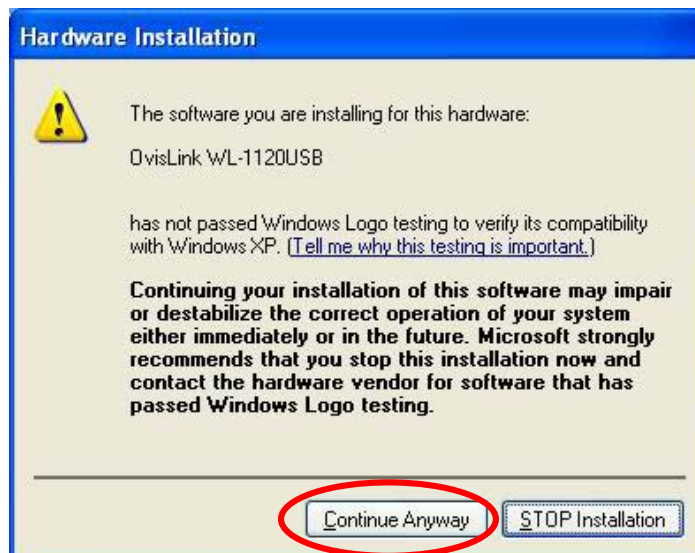 Hardware Installation
The software you are installing for this hardware:
OvisLink WL-1120USB
has not passed Windows Logo testing to verify its compatibility
with Windows XP. (Tell me why this testing is important.)
Continuing your installation of this software may impair
or destabilize the correct operation of your system
either immediately or in the future. Microsoft strongly
recommends that you stop this installation now and
contact the hardware vendor for software that has
passed Windows Logo testing.
Continue Anyway STOP Installation